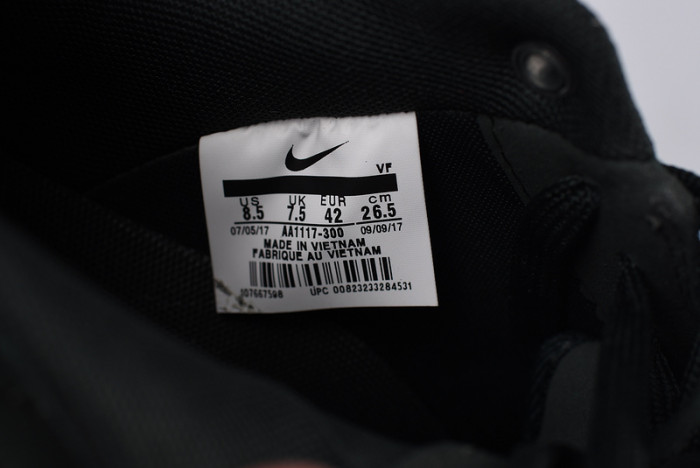 VF
US UK EUR cm
8.5 7.5 42 26.5
07/05/17 AA1117-300 09/09/17
MADE IN VIETNAM
FABRIQUE AU VIETNAM
107667598 UPC 00823233284531